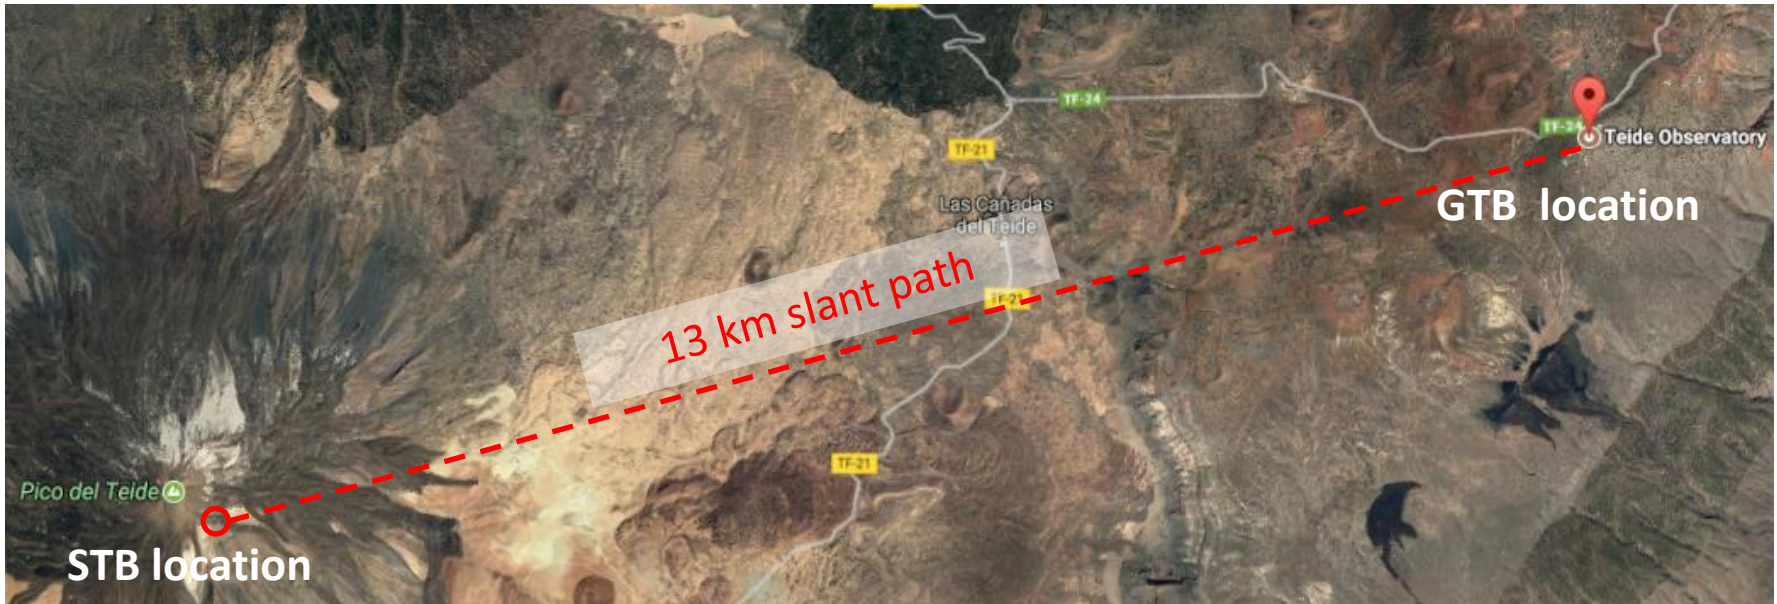 TF-24
TF-24
Teide Observatory
TF-21
GTB location
Las Cañadas
del Teide
13 km slant path
TF-21
TF-21
Pico del Teide
STB location